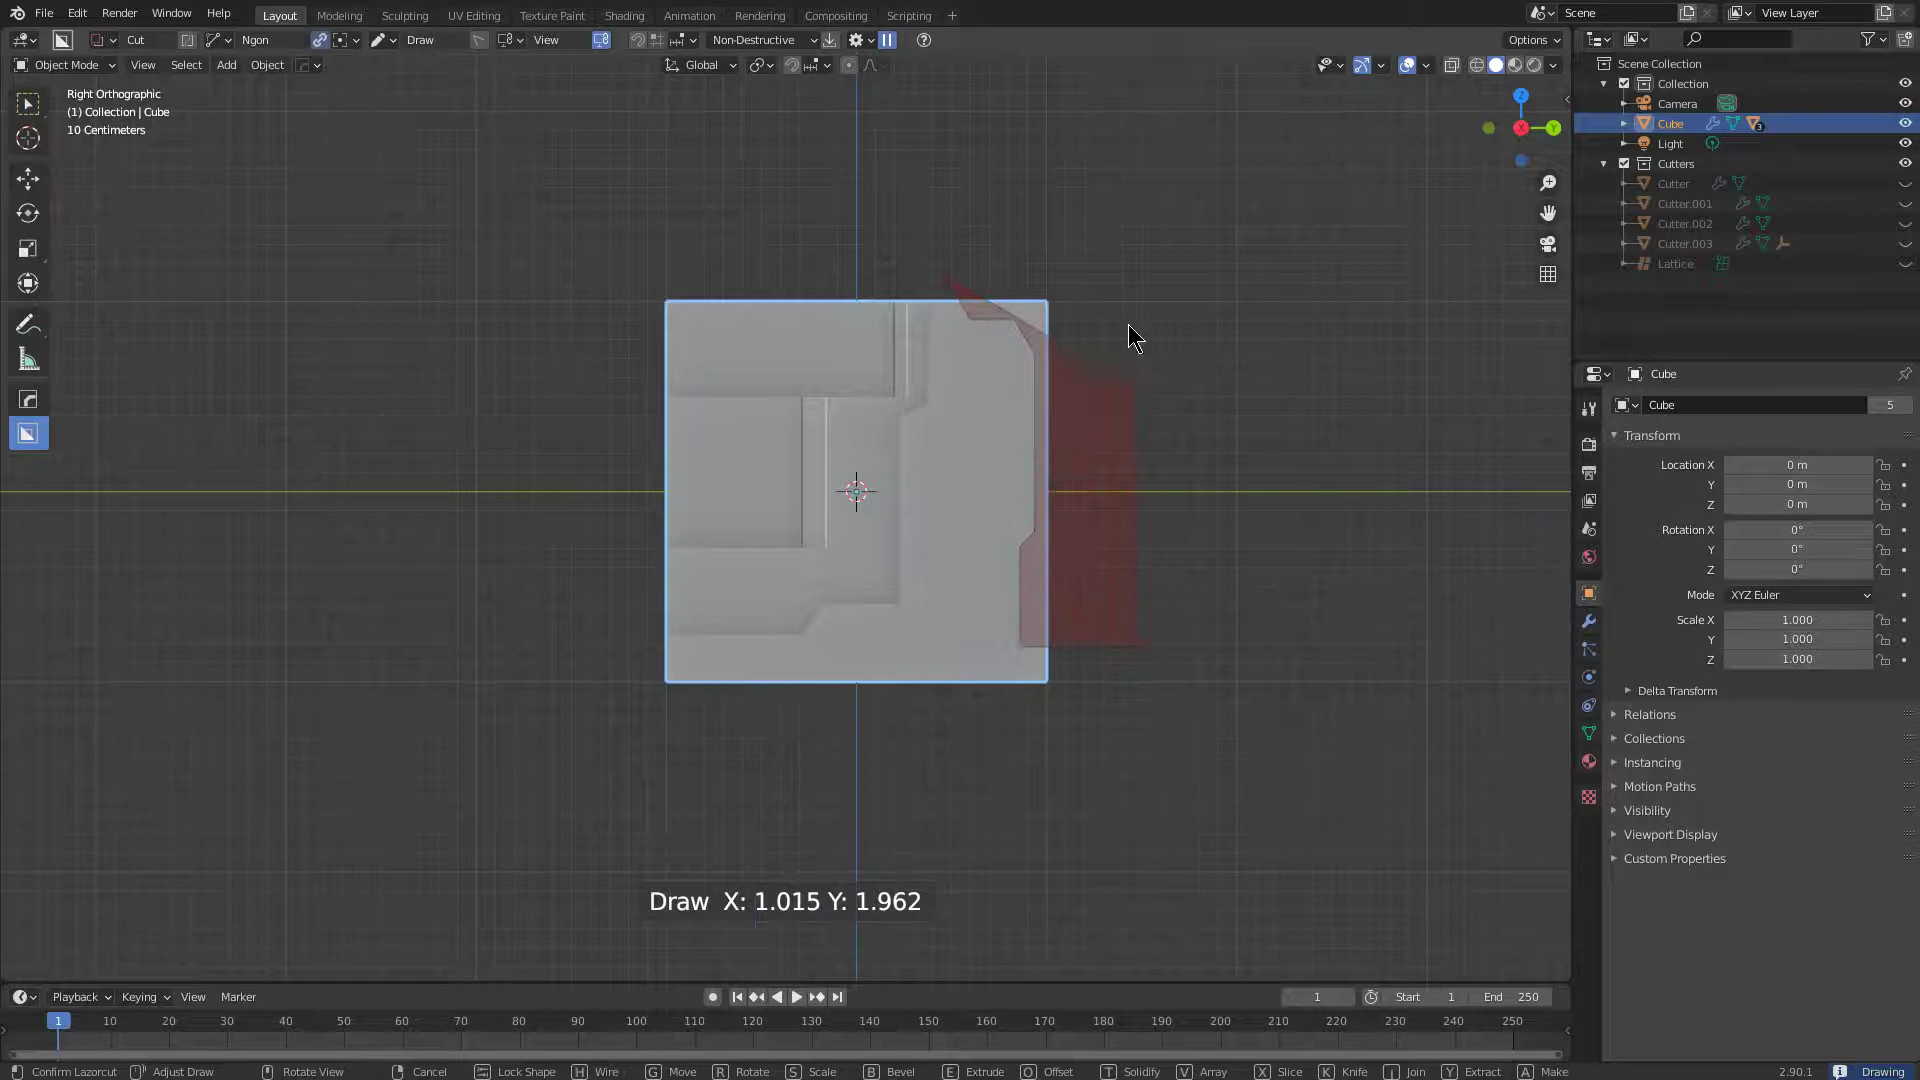 File Edit Render Window Help Layout Modeling Sculpting UV Editing Texture Paint Shading Animation Rendering Compositing Scripting + Scene View Layer
Cut Ngon Draw View Non-Destructive Options
Object Mode View Select Add Object Global
Right Orthographic
(1) Collection | Cube
10 Centimeters
X
Y
Z
Scene Collection
Collection
Camera
Cube 3
Light
Cutters
Cutter
Cutter.001
Cutter.002
Cutter.003
Lattice
Cube
Cube 5
Transform
Location X 0 m
Y 0 m
Z 0 m
Rotation X 0°
Y 0°
Z 0°
Mode XYZ Euler
Scale X 1.000
Y 1.000
Z 1.000
Delta Transform
Relations
Collections
Instancing
Motion Paths
Visibility
Viewport Display
Custom Properties
Draw X: 1.015 Y: 1.962
Playback Keying View Marker 1 Start 1 End 250
1 10 20 30 40 50 60 70 80 90 100 110 120 130 140 150 160 170 180 190 200 210 220 230 240 250
Confirm Lazorcut Adjust Draw Rotate View Cancel Lock Shape H Wire G Move R Rotate S Scale B Bevel E Extrude O Offset T Solidify V Array X Slice K Knife J Join Y Extract A Make 2.90.1 Drawing